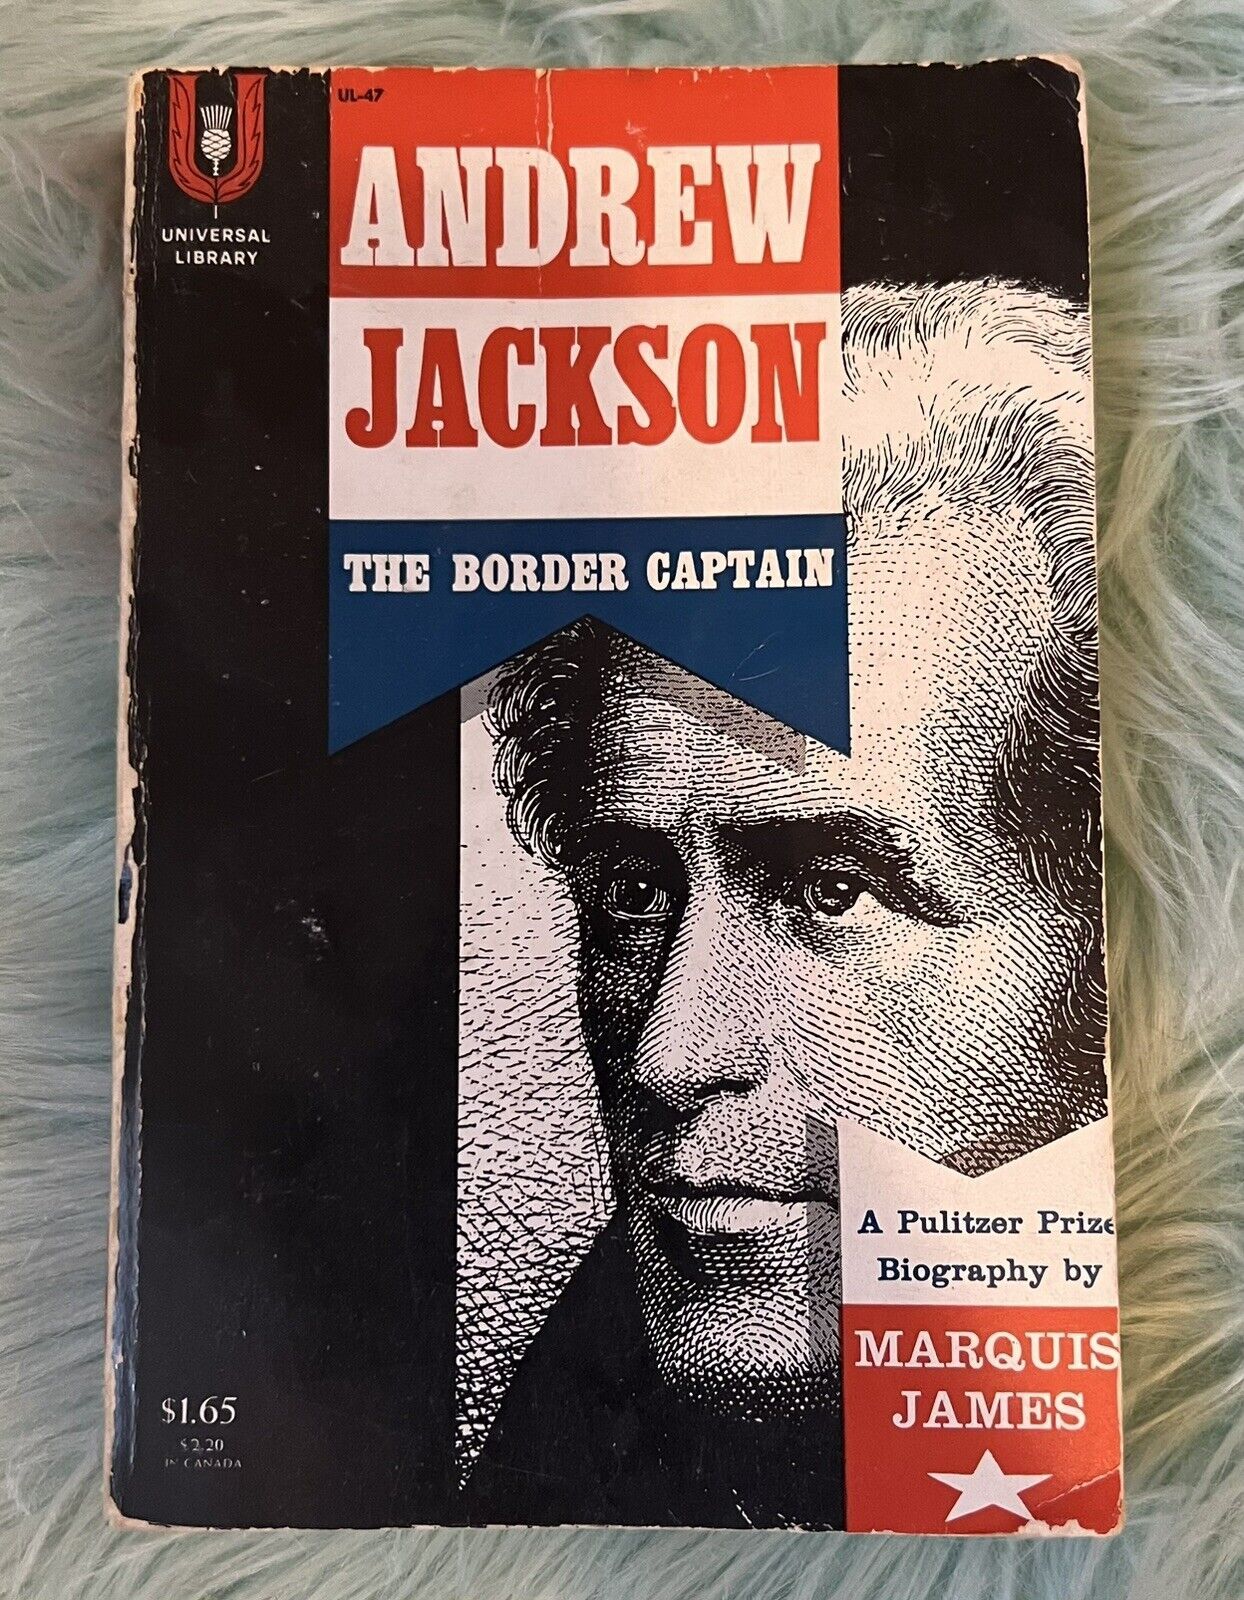 UNIVERSAL
LIBRARY
UL-47
ANDREW
JACKSON
THE BORDER CAPTAIN
A Pulitzer Prize
Biography by
MARQUIS
JAMES
$1.65
$2.20
IN CANADA